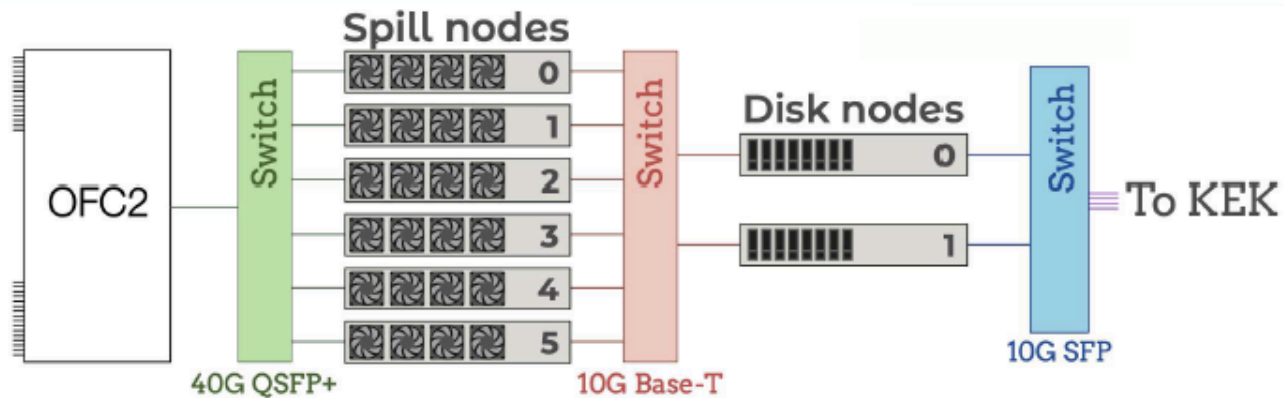 Spill nodes
OFC2
Switch
0
1
2
3
4
5
40G QSFP+
Switch
10G Base-T
Disk nodes
0
1
Switch
10G SFP
To KEK